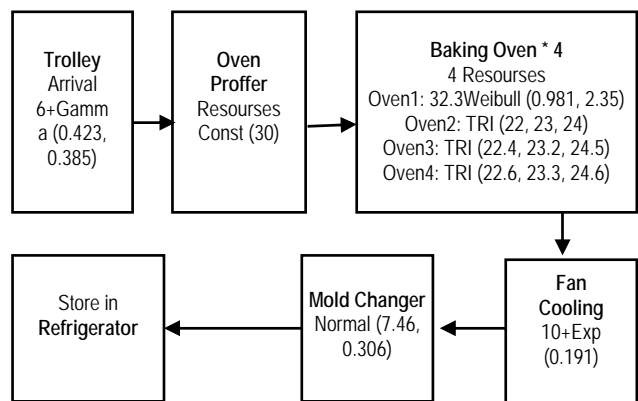 Trolley
Arrival
6+Gamm
a (0.423,
0.385)
Oven
Proffer
Resourses
Const (30)
Baking Oven * 4
4 Resourses
Oven1: 32.3Weibull (0.981, 2.35)
Oven2: TRI (22, 23, 24)
Oven3: TRI (22.4, 23.2, 24.5)
Oven4: TRI (22.6, 23.3, 24.6)
Store in
Refrigerator
Mold Changer
Normal (7.46,
0.306)
Fan
Cooling
10+Exp
(0.191)